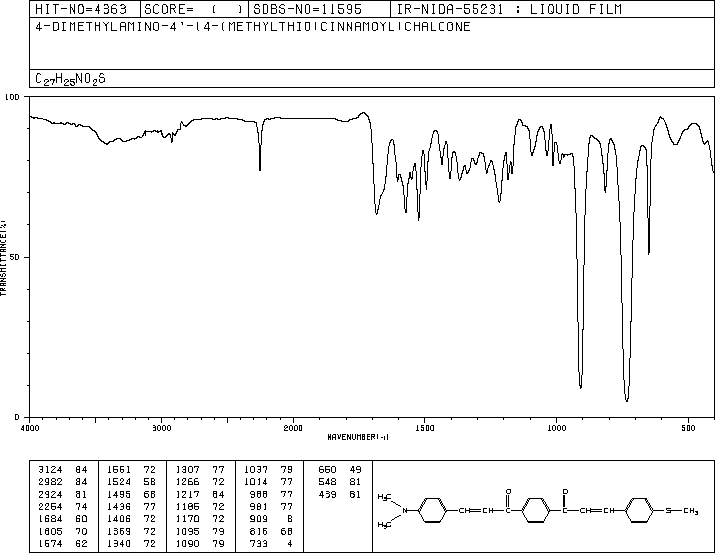 HIT-NO=4363 SCORE= ( ) SDBS-NO=11595 IR-NIDA-55231 : LIQUID FILM
4-DIMETHYLAMINO-4'-(4-(METHYLTHIO)CINNAMOYL)CHALCONE
C27H25NO2S
100
50
0
TRANSMITTANCE(%)
4000 3000 2000 1500 1000 500
WAVENUMBER(-1)
3124 84 1551 72 1307 77 1037 79 650 49
2982 84 1524 58 1266 72 1014 77 548 81
2924 81 1495 68 1217 64 988 77 439 81
2254 74 1436 77 1186 72 981 77
1684 60 1406 72 1170 72 909 8
1605 70 1369 72 1095 79 816 68
1574 62 1340 72 1090 79 733 4
O O
H3C
N CH CH C C CH CH S CH3
H3C